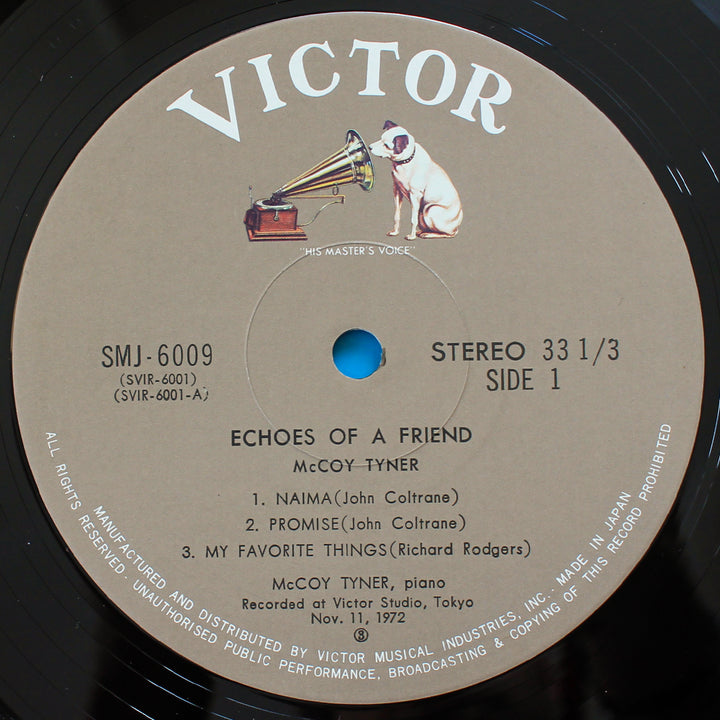 VICTOR
"HIS MASTER'S VOICE"
SMJ-6009
(SVIR-6001)
(SVIR-6001-A)
STEREO 33 1/3
SIDE 1
ECHOES OF A FRIEND
McCOY TYNER
1. NAIMA(John Coltrane)
2. PROMISE(John Coltrane)
3. MY FAVORITE THINGS(Richard Rodgers)
McCOY TYNER, piano
Recorded at Victor Studio, Tokyo
Nov. 11, 1972
Ⓢ
MANUFACTURED AND DISTRIBUTED BY VICTOR MUSICAL INDUSTRIES, INC. MADE IN JAPAN
ALL RIGHTS RESERVED. UNAUTHORISED PUBLIC PERFORMANCE, BROADCASTING & COPYING OF THIS RECORD PROHIBITED